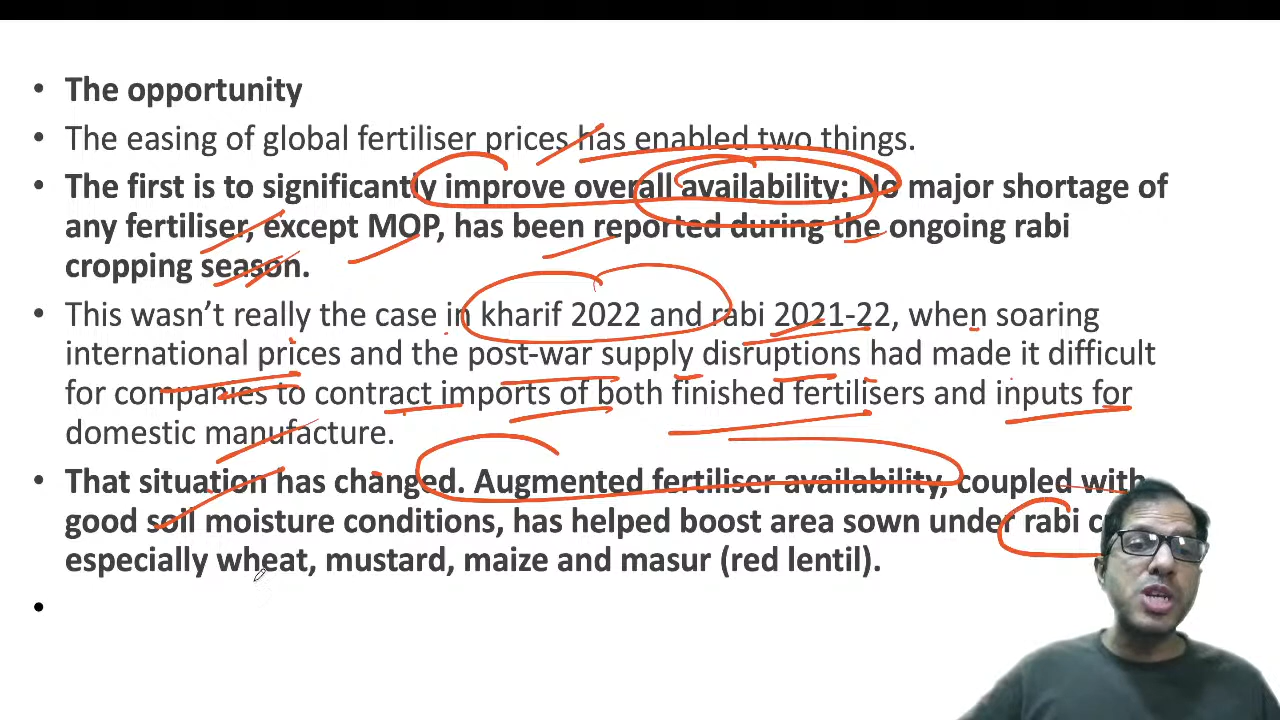 • The opportunity
• The easing of global fertiliser prices has enabled two things.
• The first is to significantly improve overall availability: No major shortage of
any fertiliser, except MOP, has been reported during the ongoing rabi
cropping season.
• This wasn't really the case in kharif 2022 and rabi 2021-22, when soaring
international prices and the post-war supply disruptions had made it difficult
for companies to contract imports of both finished fertilisers and inputs for
domestic manufacture.
• That situation has changed. Augmented fertiliser availability, coupled with
good soil moisture conditions, has helped boost area sown under rabi
especially wheat, mustard, maize and masur (red lentil).
•